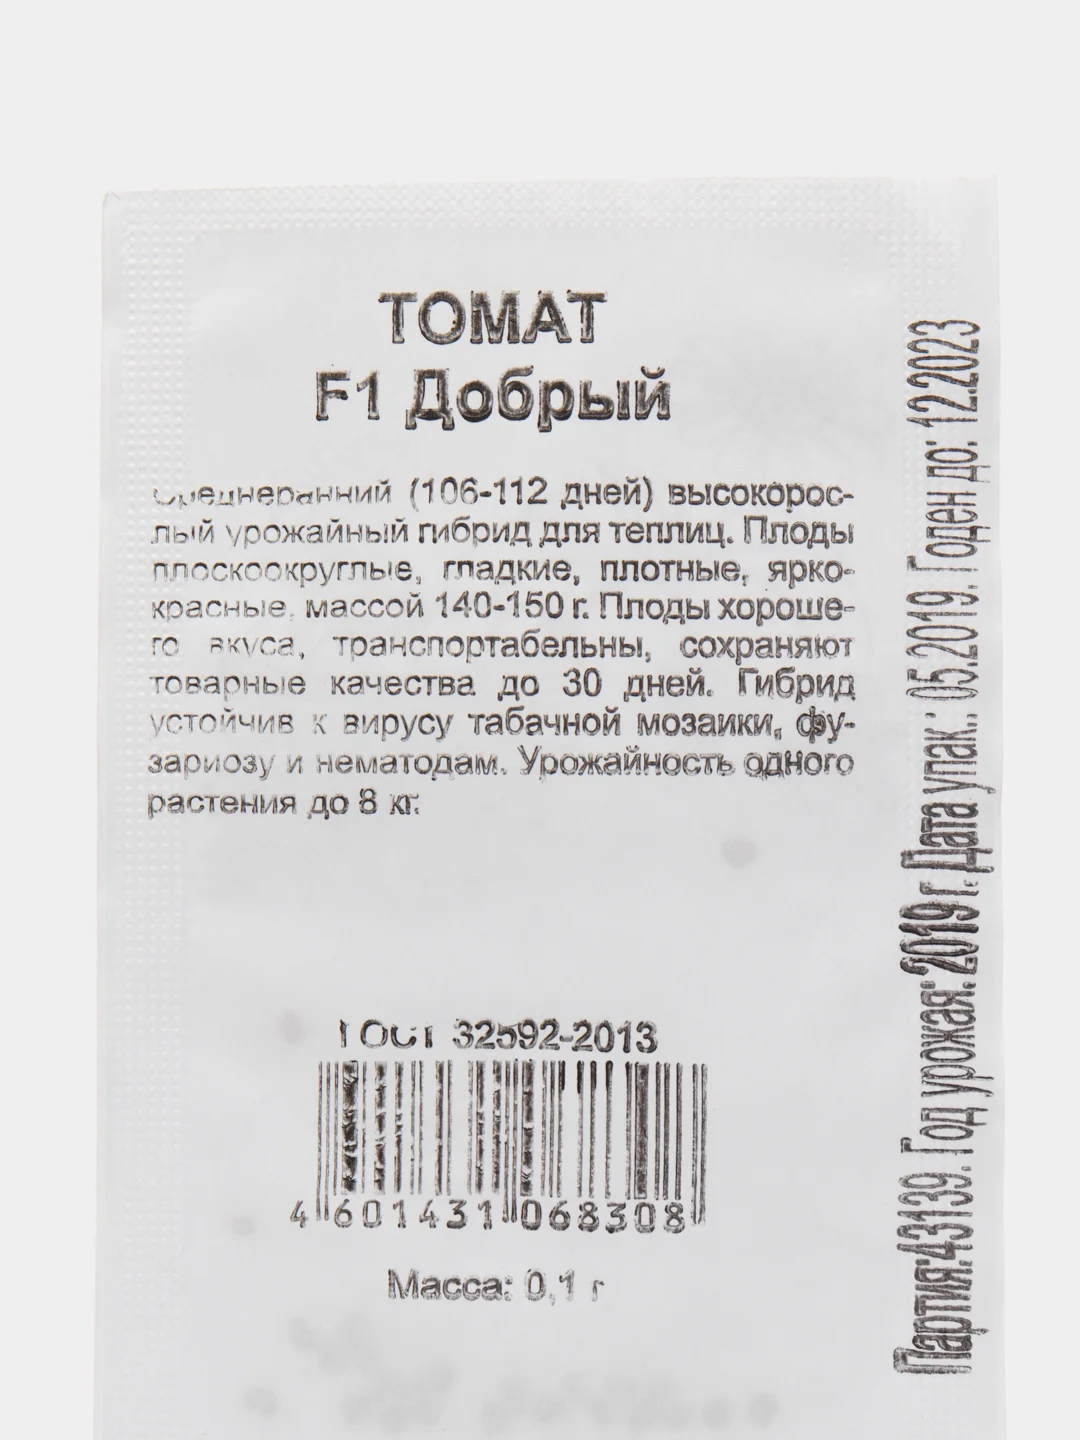 ТОМАТ
F1 Добрый
Среднеранний (106-112 дней) высокорос-
лый урожайный гибрид для теплиц. Плоды
плоскоокруглые, гладкие, плотные, ярко-
красные, массой 140-150 г. Плоды хороше-
го вкуса, транспортабельны, сохраняют
товарные качества до 30 дней. Гибрид
устойчив к вирусу табачной мозаики, фу-
зариозу и нематодам. Урожайность одного
растения до 8 кг.
ГОСТ 32592-2013
4 601431 068308
Масса: 0,1 г
Партия:43139. Год урожая: 2019 г. Дата упак.: 05.2019. Годен до: 12.2023